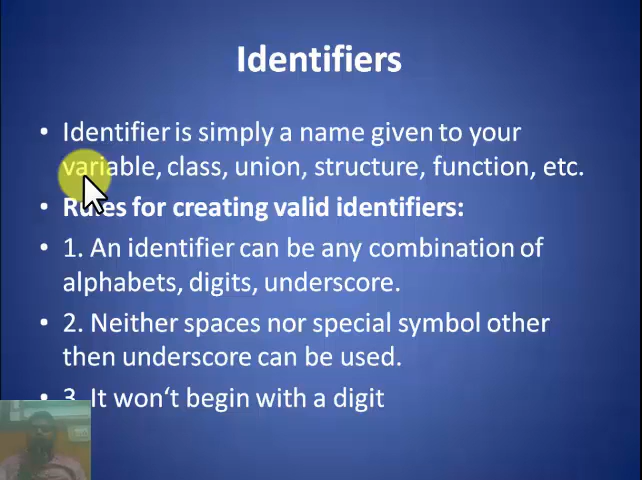 Identifiers
• Identifier is simply a name given to your
variable, class, union, structure, function, etc.
• Rules for creating valid identifiers:
• 1. An identifier can be any combination of
alphabets, digits, underscore.
• 2. Neither spaces nor special symbol other
then underscore can be used.
• 3. It won‘t begin with a digit